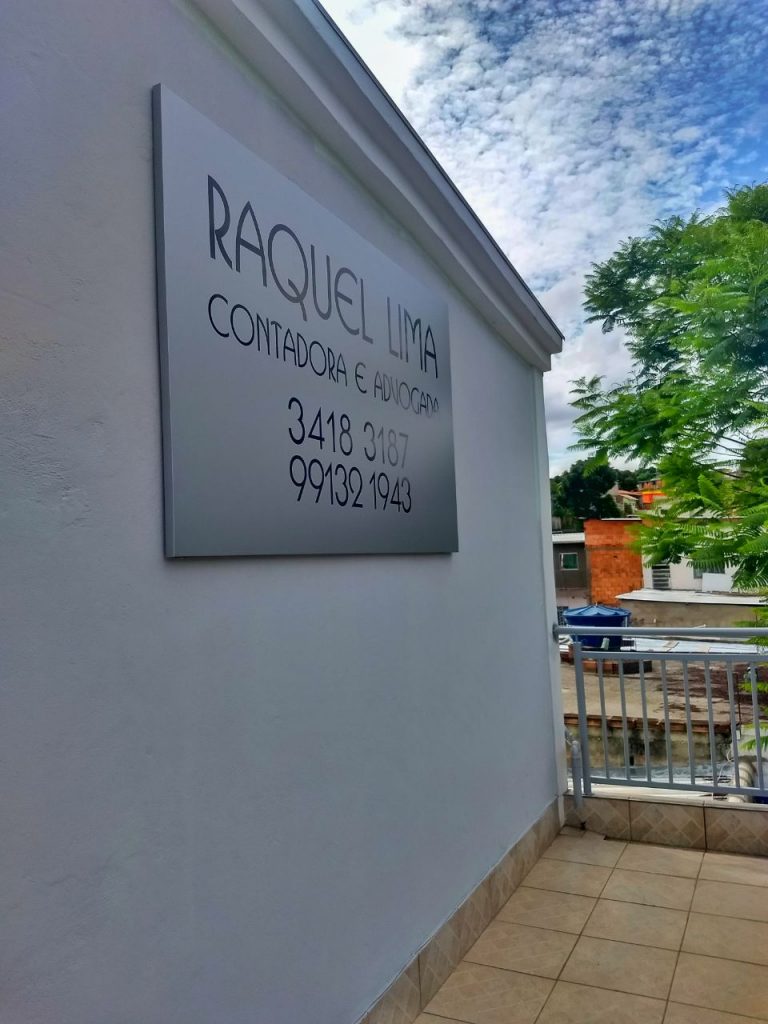 RAQUEL LIMA
CONTADORA E ADVOGADA
3418 3187
99132 1943